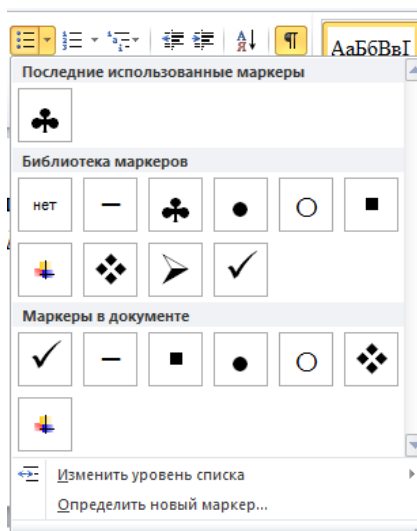 АаБбВвГ
Последние использованные маркеры
Библиотека маркеров
нет
Маркеры в документе
Изменить уровень списка
Определить новый маркер...